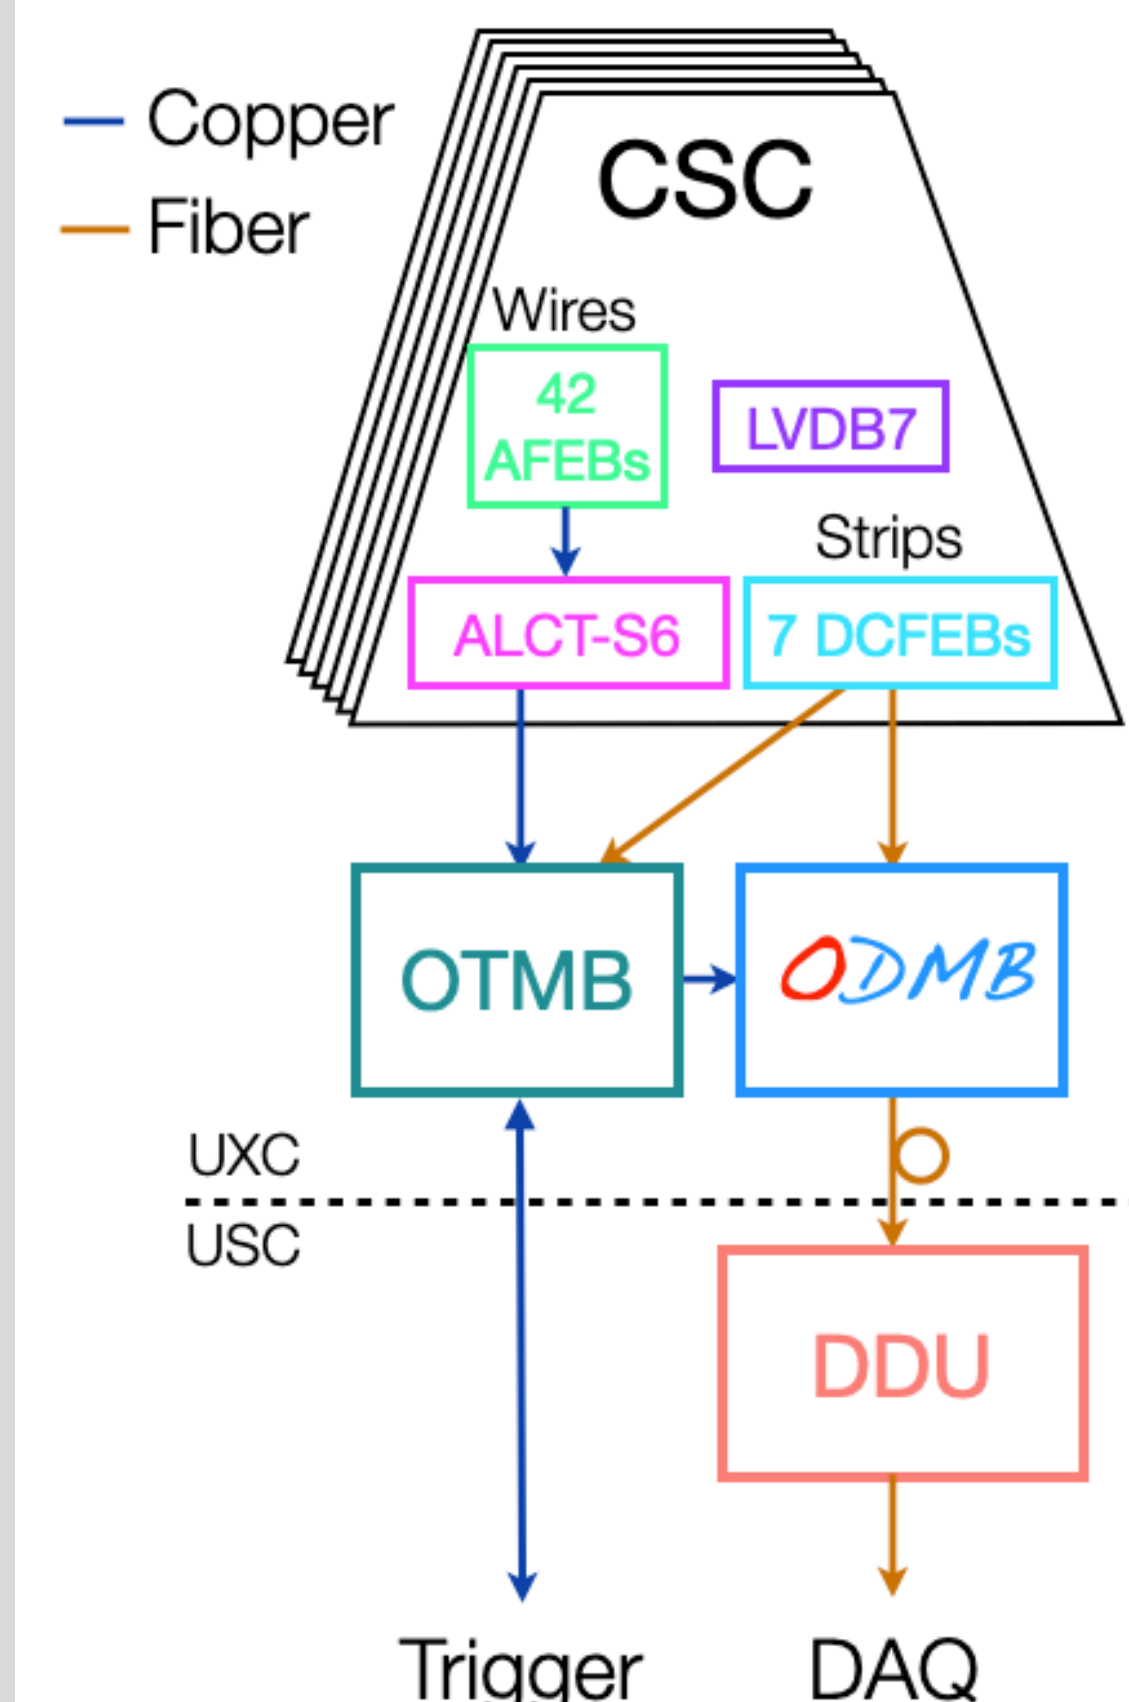 Copper
Fiber
CSC
Wires
42
AFEBs
LVDB7
Strips
ALCT-S6
7 DCFEBs
OTMB
ODMB
UXC
USC
DDU
Trigger
DAQ